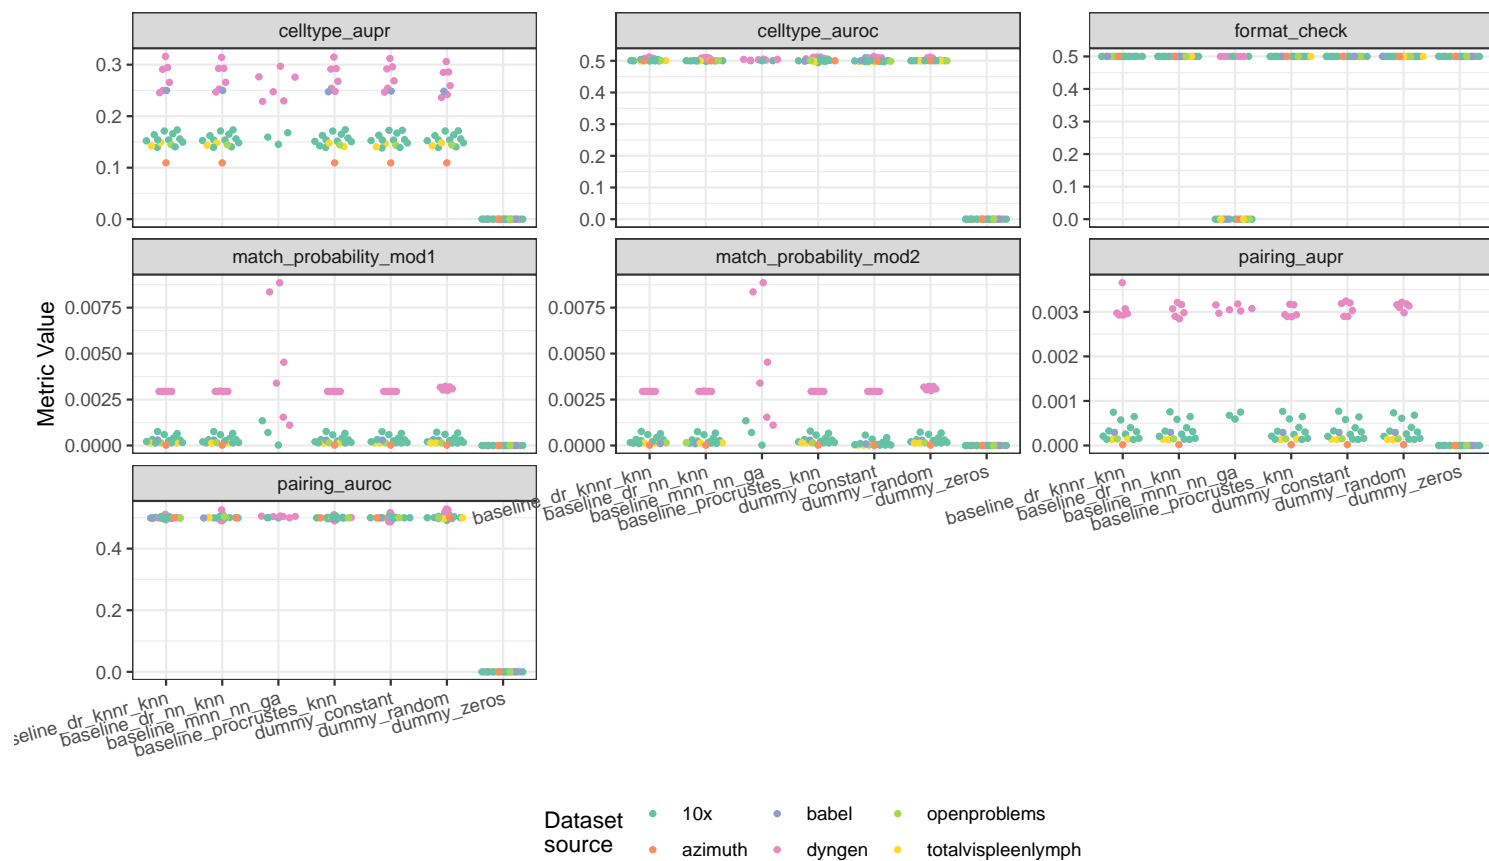 celltype_aupr
celltype_auroc
format_check
0.3
0.2
0.1
0.0
0.5
0.4
0.3
0.2
0.1
0.0
0.5
0.4
0.3
0.2
0.1
0.0
match_probability_mod1
match_probability_mod2
pairing_aupr
Metric Value
0.0075
0.0050
0.0025
0.0000
0.0075
0.0050
0.0025
0.0000
0.003
0.002
0.001
0.000
baseline_dr_knnr_knn
baseline_dr_nn_knn
baseline_mnn_nn_ga
baseline_procrustes_knn
dummy_constant
dummy_random
dummy_zeros
baseline_dr_knnr_knn
baseline_dr_nn_knn
baseline_mnn_nn_ga
baseline_procrustes_knn
dummy_constant
dummy_random
dummy_zeros
pairing_auroc
0.4
0.2
0.0
seline_dr_knnr_knn
baseline_dr_nn_knn
baseline_mnn_nn_ga
baseline_procrustes_knn
dummy_constant
dummy_random
dummy_zeros
Dataset
source
10x
babel
openproblems
azimuth
dyngen
totalvispleenlymph